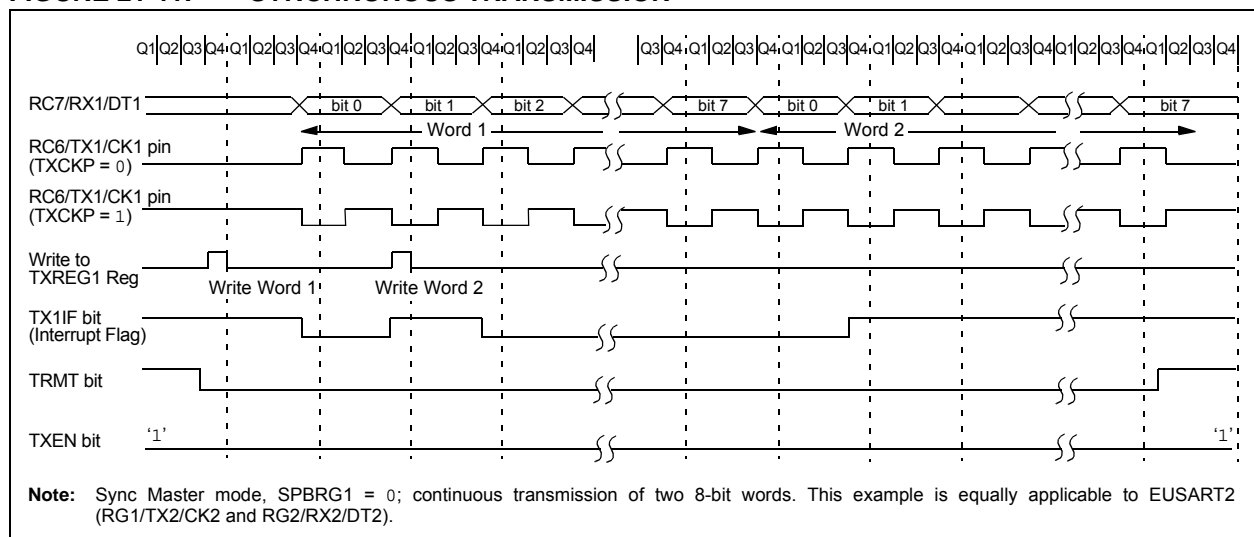 Q1 Q2 Q3 Q4 Q1 Q2 Q3 Q4 Q1 Q2 Q3 Q4 Q1 Q2 Q3 Q4 Q1 Q2 Q3 Q4 Q3 Q4 Q1 Q2 Q3 Q4 Q1 Q2 Q3 Q4 Q1 Q2 Q3 Q4 Q1 Q2 Q3 Q4 Q1 Q2 Q3 Q4 Q1 Q2 Q3 Q4
RC7/RX1/DT1 bit 0 bit 1 bit 2 bit 7 bit 0 bit 1 bit 7
Word 1 Word 2
RC6/TX1/CK1 pin
(TXCKP = 0)
RC6/TX1/CK1 pin
(TXCKP = 1)
Write to
TXREG1 Reg
Write Word 1 Write Word 2
TX1IF bit
(Interrupt Flag)
TRMT bit
TXEN bit '1' '1'
Note: Sync Master mode, SPBRG1 = 0; continuous transmission of two 8-bit words. This example is equally applicable to EUSART2
(RG1/TX2/CK2 and RG2/RX2/DT2).